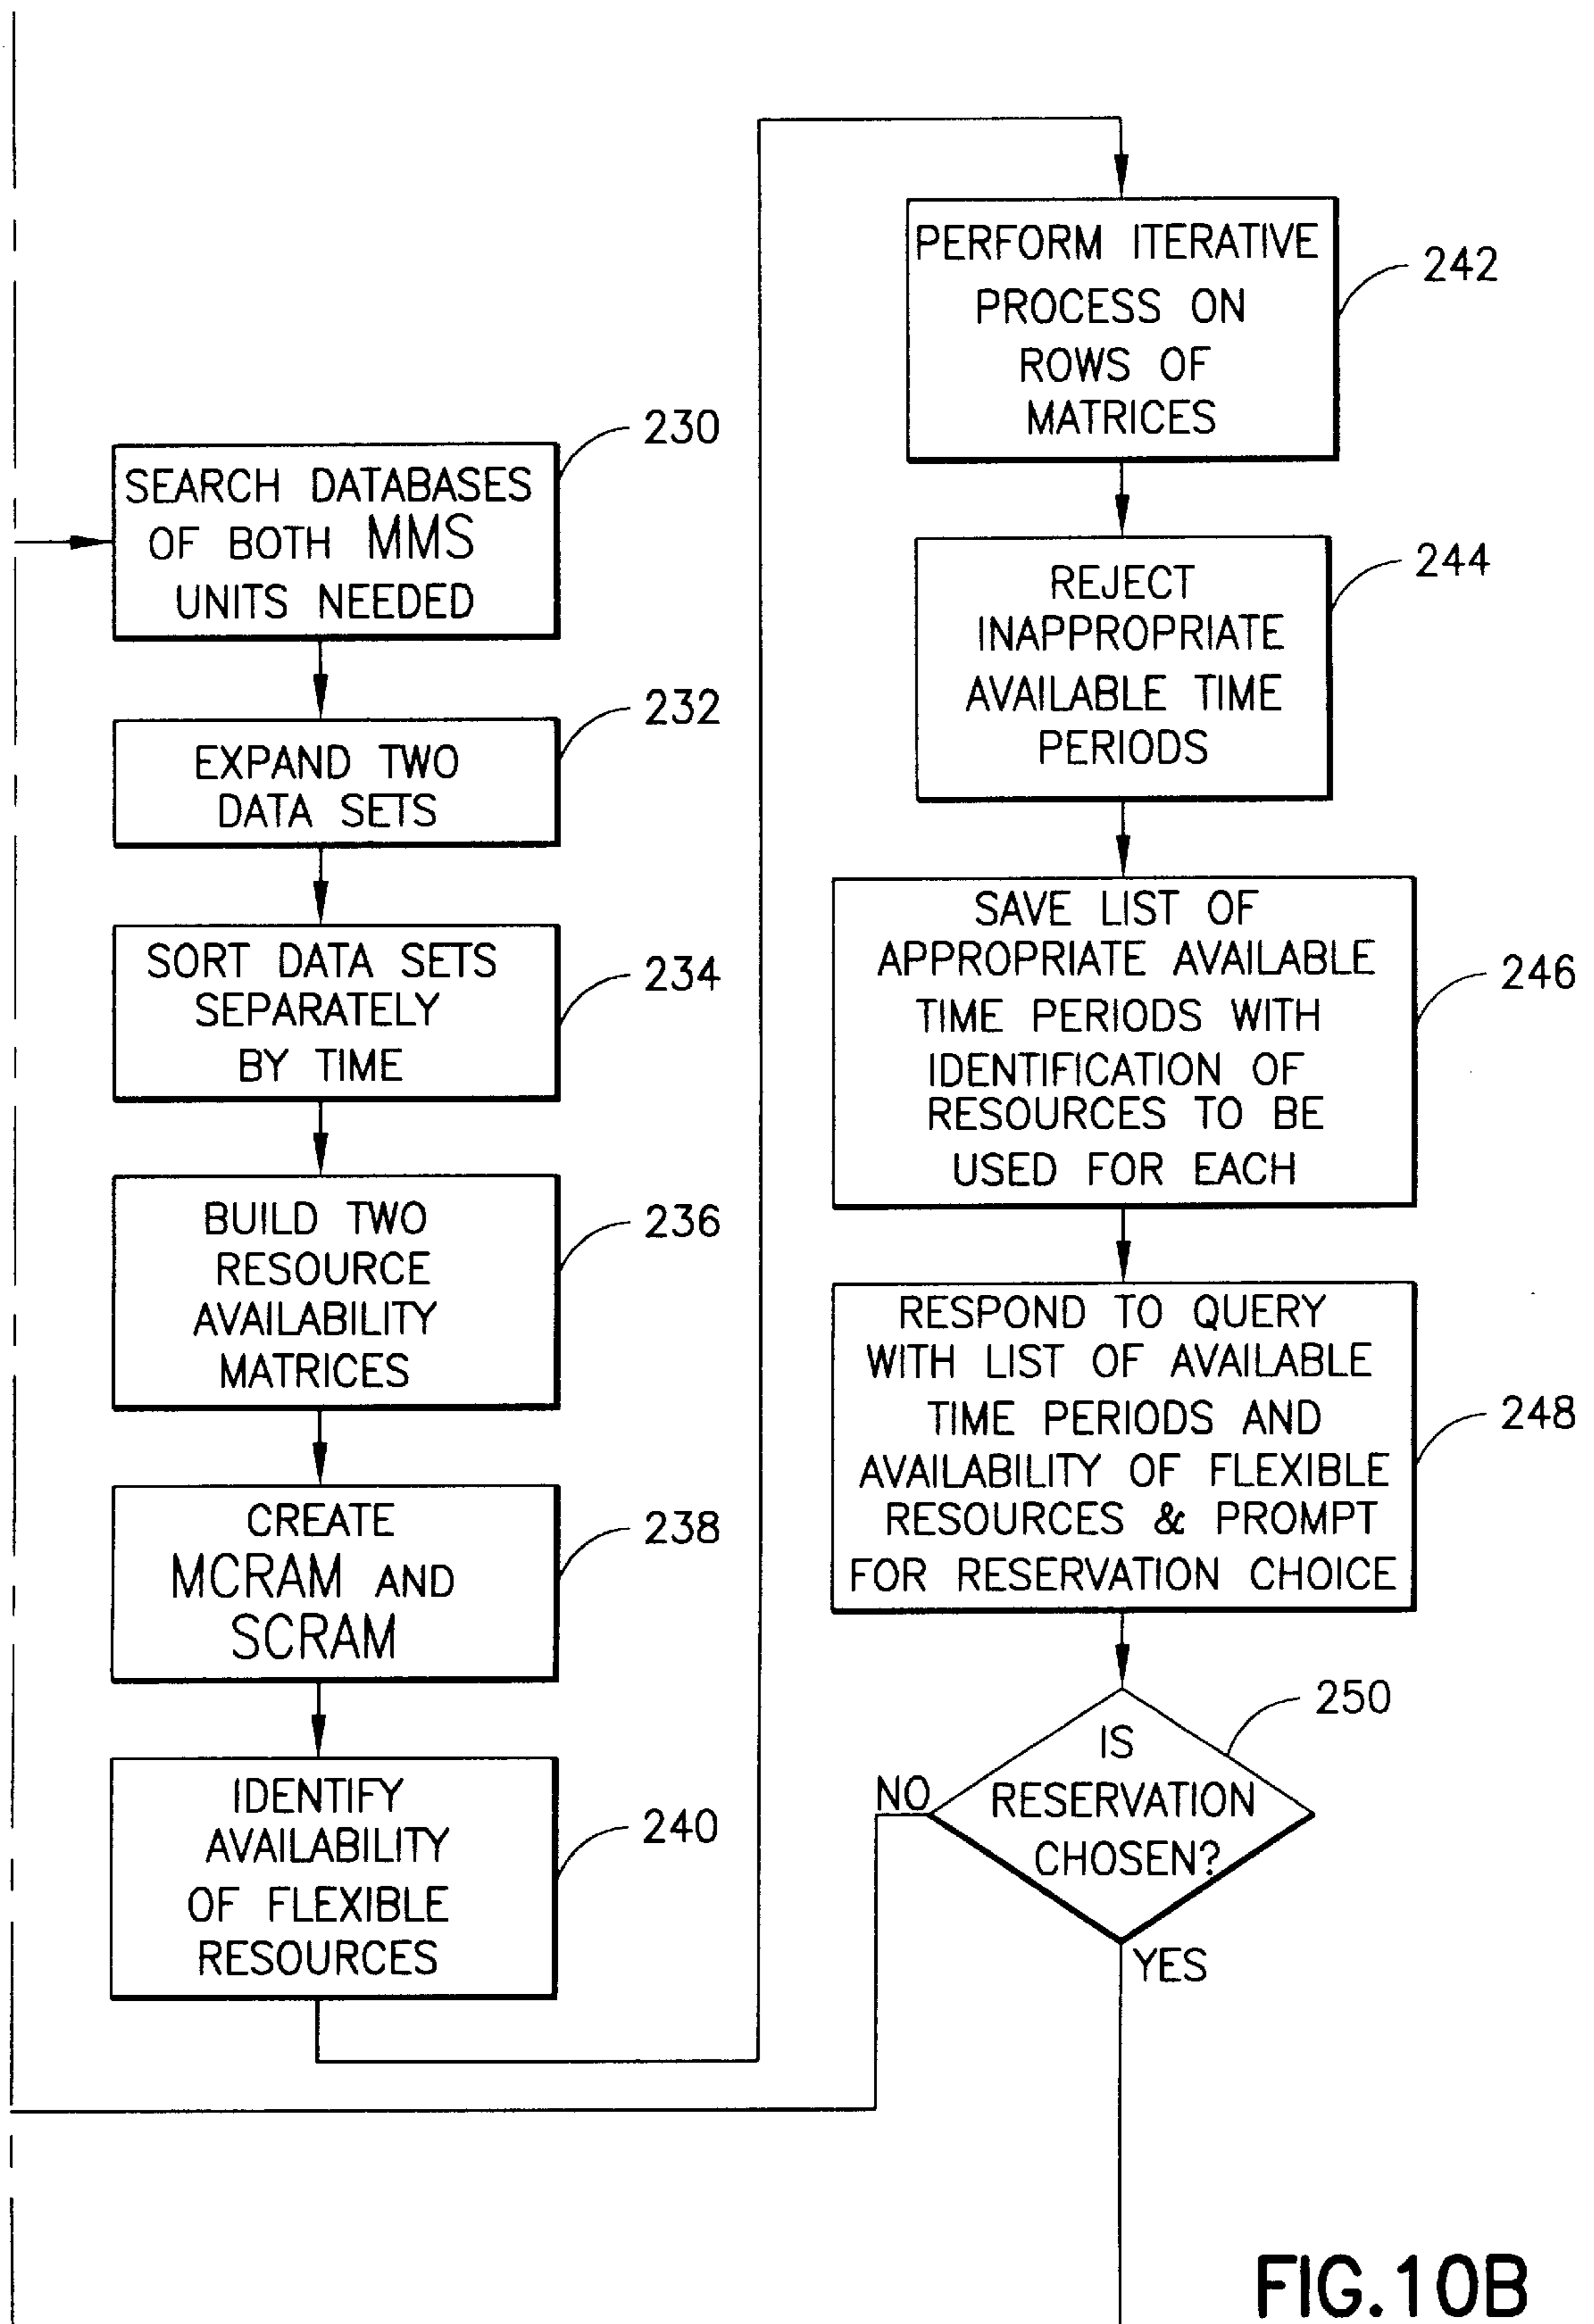 SEARCH DATABASES
OF BOTH MMS
UNITS NEEDED
230
EXPAND TWO
DATA SETS
232
SORT DATA SETS
SEPARATELY
BY TIME
234
BUILD TWO
RESOURCE
AVAILABILITY
MATRICES
236
CREATE
MCRAM AND
SCRAM
238
IDENTIFY
AVAILABILITY
OF FLEXIBLE
RESOURCES
240
PERFORM ITERATIVE
PROCESS ON
ROWS OF
MATRICES
242
REJECT
INAPPROPRIATE
AVAILABLE TIME
PERIODS
244
SAVE LIST OF
APPROPRIATE AVAILABLE
TIME PERIODS WITH
IDENTIFICATION OF
RESOURCES TO BE
USED FOR EACH
246
RESPOND TO QUERY
WITH LIST OF AVAILABLE
TIME PERIODS AND
AVAILABILITY OF FLEXIBLE
RESOURCES & PROMPT
FOR RESERVATION CHOICE
248
IS
RESERVATION
CHOSEN?
250
NO
YES
FIG.10B